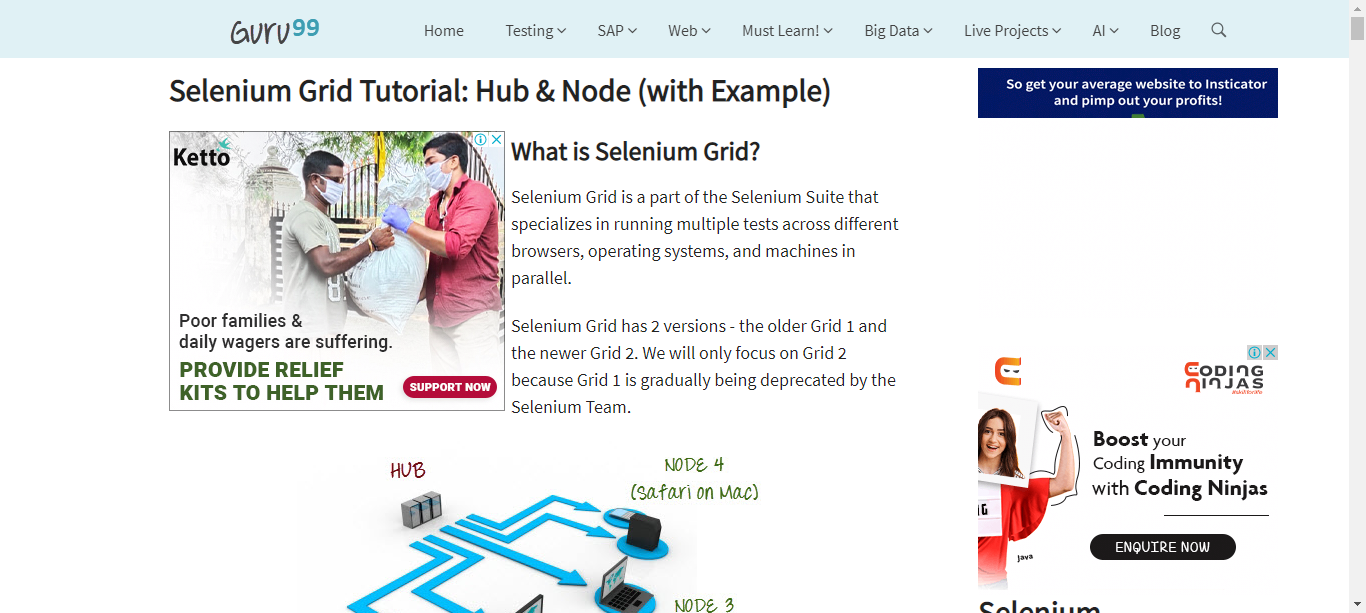 Guru99
Home
Testing
SAP
Web
Must Learn!
Big Data
Live Projects
AI
Blog
Selenium Grid Tutorial: Hub & Node (with Example)
So get your average website to Insticator
and pimp out your profits!
Ketto
Poor families &
daily wagers are suffering.
PROVIDE RELIEF
KITS TO HELP THEM
SUPPORT NOW
What is Selenium Grid?
Selenium Grid is a part of the Selenium Suite that
specializes in running multiple tests across different
browsers, operating systems, and machines in
parallel.
Selenium Grid has 2 versions - the older Grid 1 and
the newer Grid 2. We will only focus on Grid 2
because Grid 1 is gradually being deprecated by the
Selenium Team.
HUB
NODE 4
(Safari on Mac)
NODE 3
CODING
NINJAS
Boost your
Coding Immunity
with Coding Ninjas
ENQUIRE NOW
java
Selenium